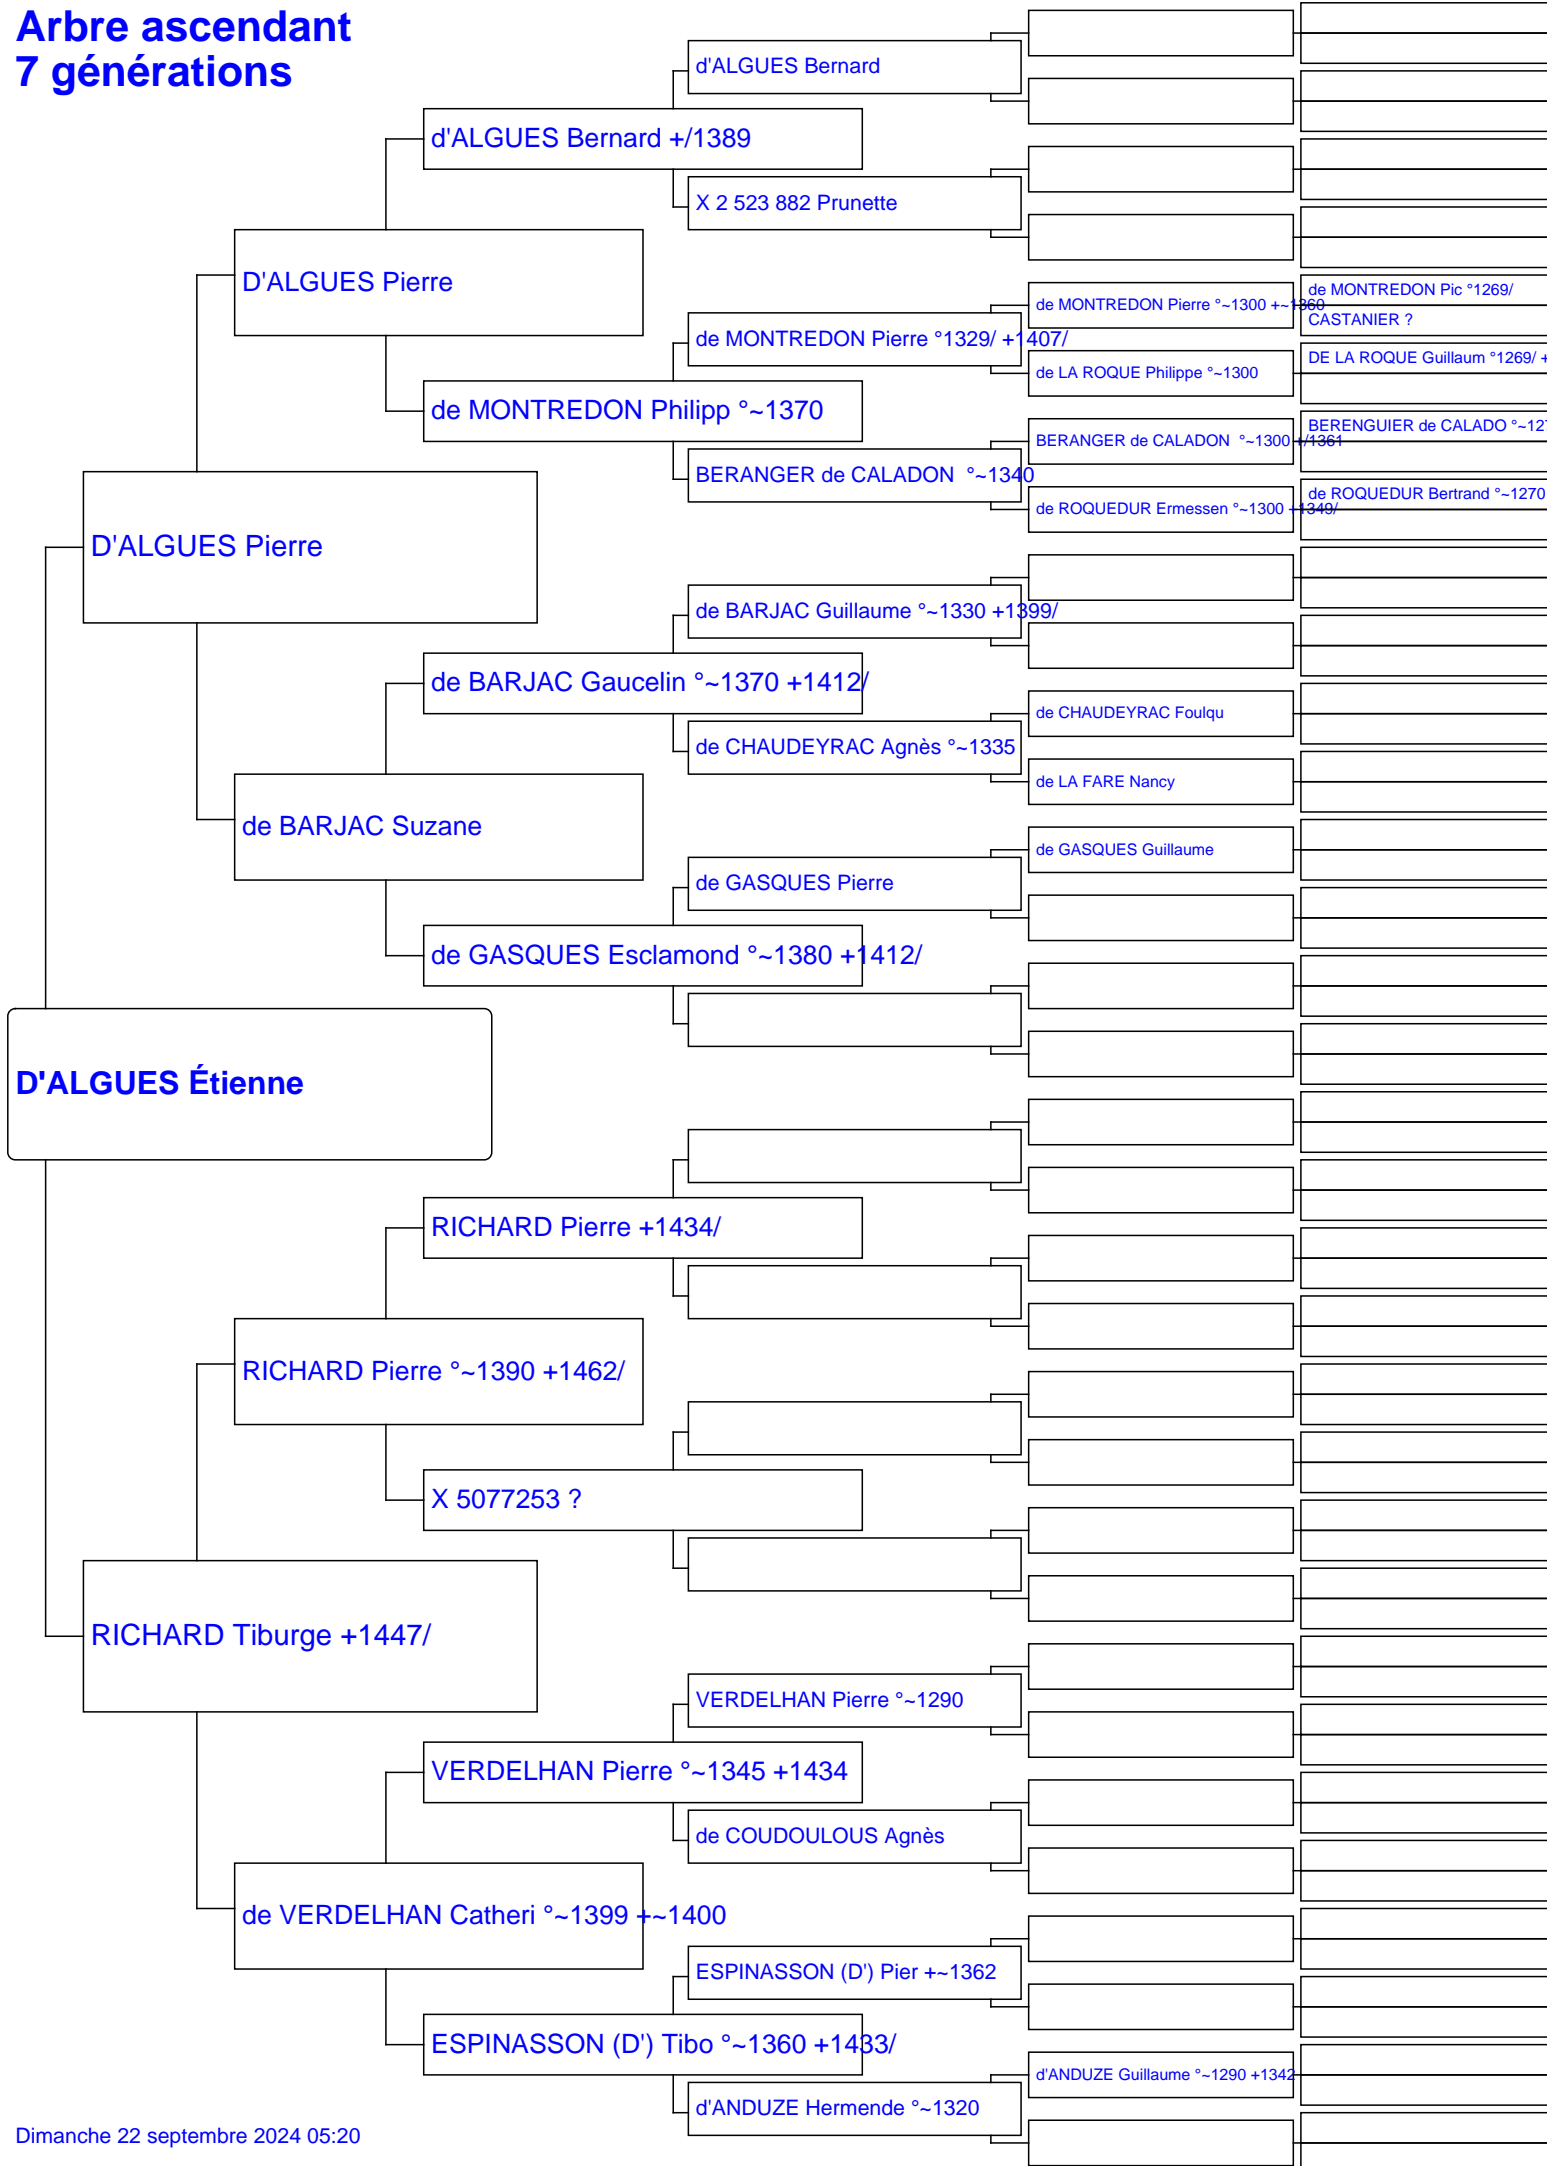 Arbre ascendant
7 générations
d'ALGUES Bernard
d'ALGUES Bernard +/1389
X 2 523 882 Prunette
D'ALGUES Pierre
de MONTREDON Pierre °~1300 +~1360
de MONTREDON Pic °1269/
CASTANIER ?
de MONTREDON Pierre °1329/ +1407/
de LA ROQUE Philippe °~1300
DE LA ROQUE Guillaum °1269/ +
de MONTREDON Philipp °~1370
BERANGER de CALADON °~1300 +/1361
BERENGUIER de CALADO °~127
BERANGER de CALADON °~1340
de ROQUEDUR Ermessen °~1300 +1349/
de ROQUEDUR Bertrand °~1270
D'ALGUES Pierre
de BARJAC Guillaume °~1330 +1399/
de BARJAC Gaucelin °~1370 +1412/
de CHAUDEYRAC Foulqu
de CHAUDEYRAC Agnès °~1335
de LA FARE Nancy
de BARJAC Suzane
de GASQUES Guillaume
de GASQUES Pierre
de GASQUES Esclamond °~1380 +1412/
D'ALGUES Étienne
RICHARD Pierre +1434/
RICHARD Pierre °~1390 +1462/
X 5077253 ?
RICHARD Tiburge +1447/
VERDELHAN Pierre °~1290
VERDELHAN Pierre °~1345 +1434
de COUDOULOUS Agnès
de VERDELHAN Catheri °~1399 +~1400
ESPINASSON (D') Pier +~1362
ESPINASSON (D') Tibo °~1360 +1433/
d'ANDUZE Guillaume °~1290 +1342
d'ANDUZE Hermende °~1320
Dimanche 22 septembre 2024 05:20